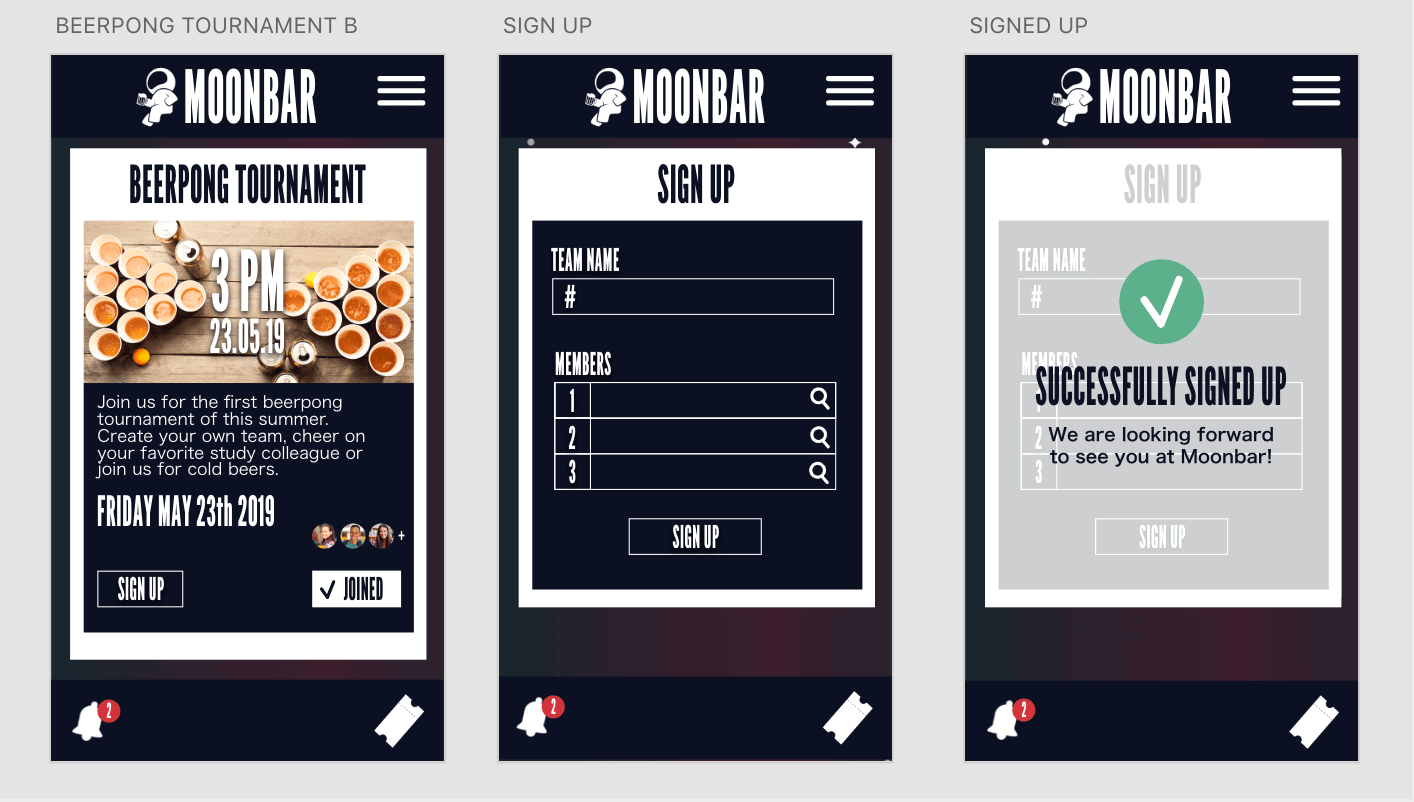 BEERPONG TOURNAMENT B
MOONBAR
BEERPONG TOURNAMENT
3 PM
23.05.19
Join us for the first beerpong
tournament of this summer.
Create your own team, cheer on
your favorite study colleague or
join us for cold beers.
FRIDAY MAY 23th 2019
+
SIGN UP
JOINED
2
SIGN UP
MOONBAR
SIGN UP
TEAM NAME
#
MEMBERS
1
2
3
SIGN UP
2
SIGNED UP
MOONBAR
SIGN UP
TEAM NAME
#
MEMBERS
SUCCESSFULLY SIGNED UP
1
2
We are looking forward
to see you at Moonbar!
3
SIGN UP
2